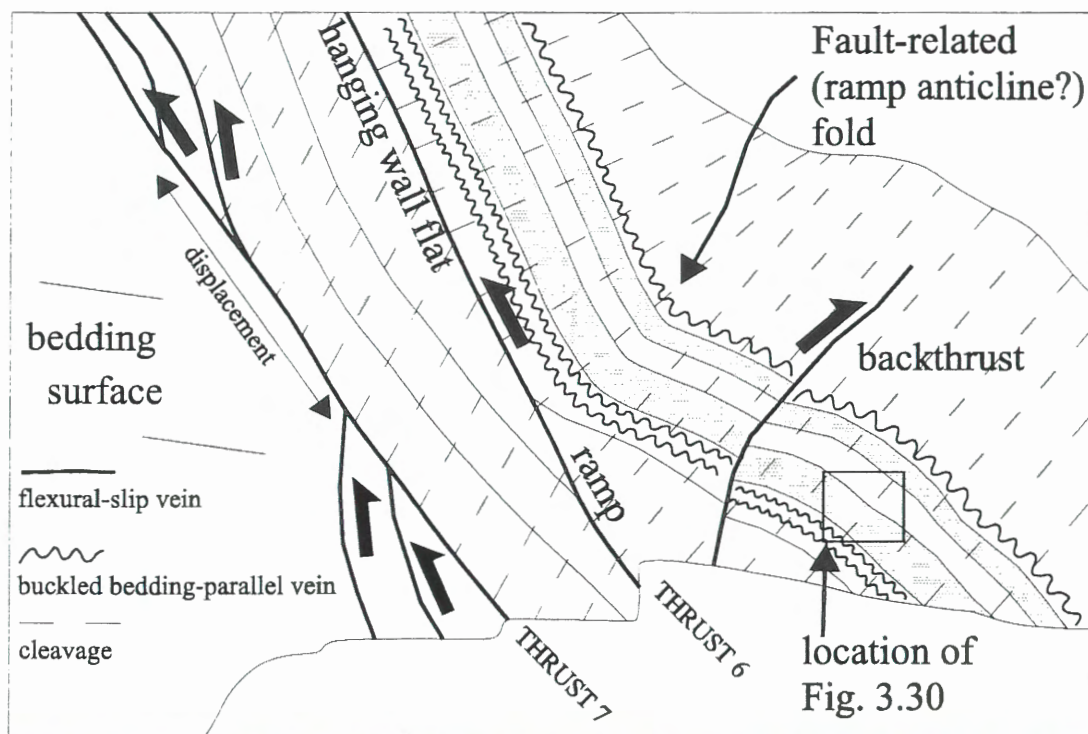 hanging wall flat
Fault-related
(ramp anticline?)
fold
displacement
bedding
surface
backthrust
ramp
flexural-slip vein
buckled bedding-parallel vein
cleavage
THRUST 7
THRUST 6
location of
Fig. 3.30